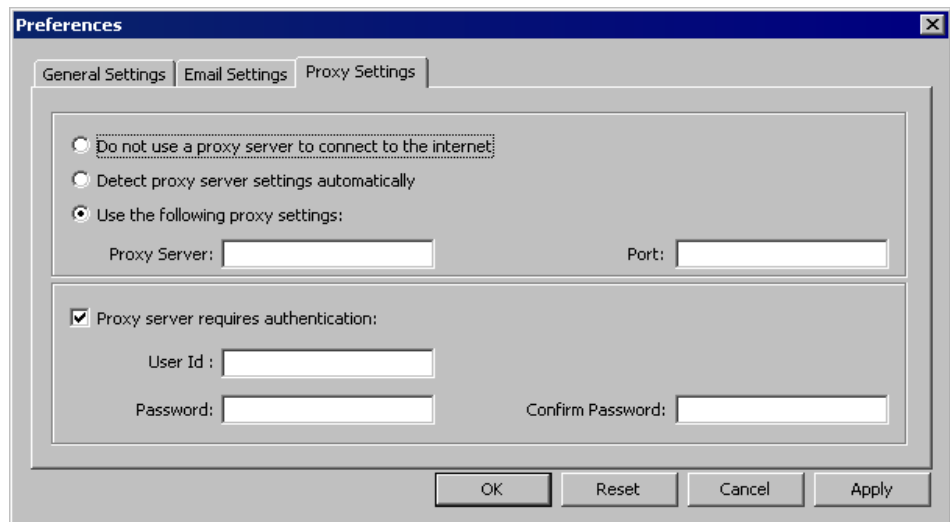 Preferences
General Settings Email Settings Proxy Settings
Do not use a proxy server to connect to the internet
Detect proxy server settings automatically
Use the following proxy settings:
Proxy Server: Port:
Proxy server requires authentication:
User Id :
Password: Confirm Password:
OK Reset Cancel Apply